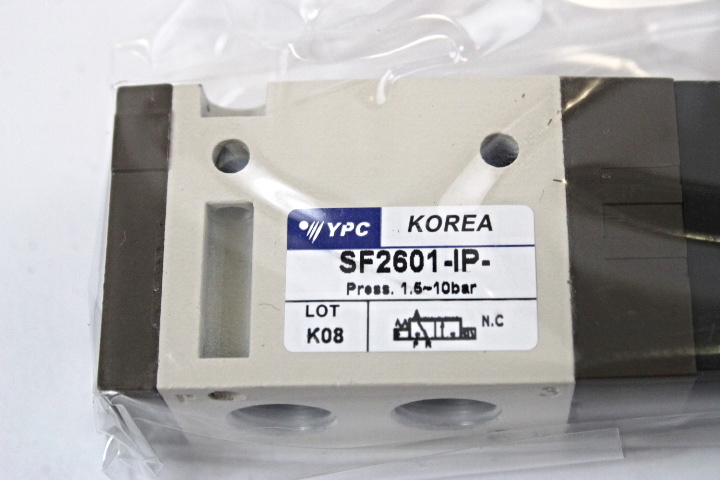 YPC KOREA
SF2601-IP-
Press. 1.5~10bar
LOT
K08
N.C
P R
P